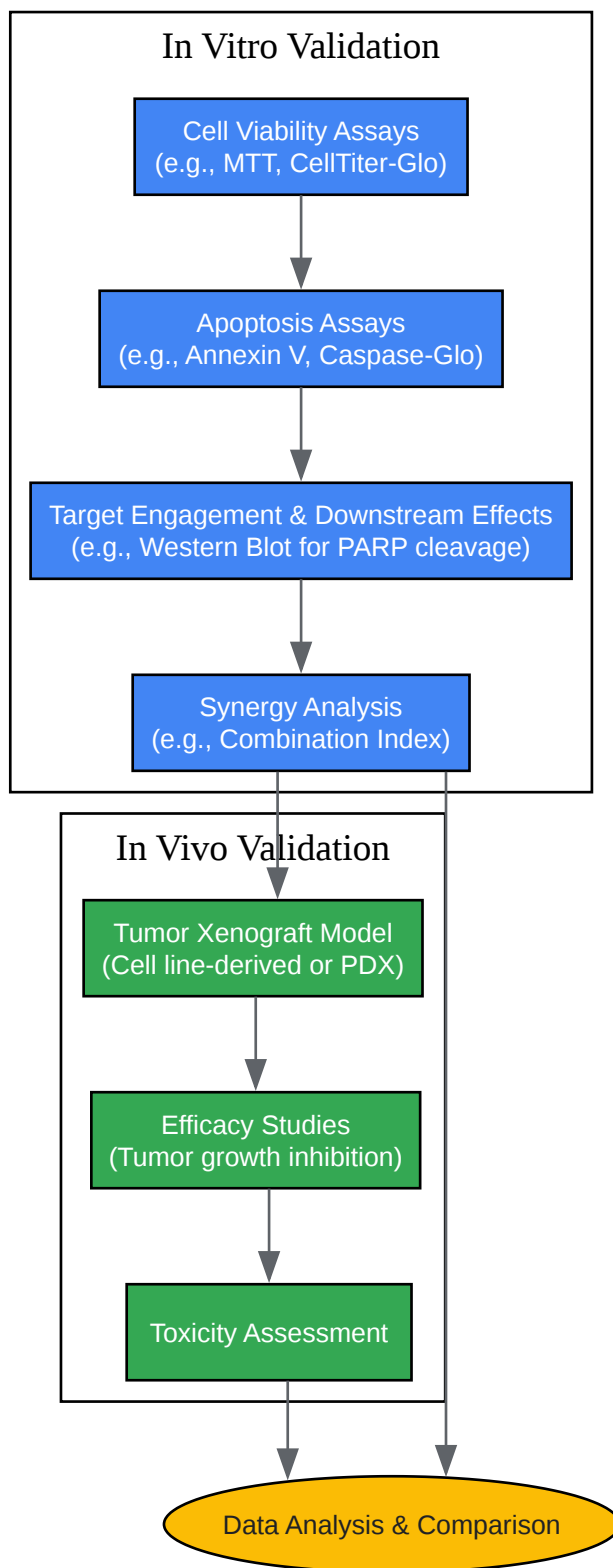 In Vitro Validation
Cell Viability Assays
(e.g., MTT, CellTiter-Glo)
Apoptosis Assays
(e.g., Annexin V, Caspase-Glo)
Target Engagement & Downstream Effects
(e.g., Western Blot for PARP cleavage)
Synergy Analysis
(e.g., Combination Index)
In Vivo Validation
Tumor Xenograft Model
(Cell line-derived or PDX)
Efficacy Studies
(Tumor growth inhibition)
Toxicity Assessment
Data Analysis & Comparison